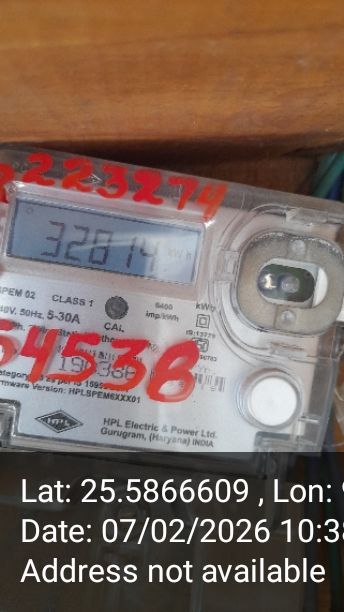 223274
32814 kWh
SPEM 02 CLASS 1
6400 imp/kWh
240V, 50Hz, 5-30A
CAL
54538
Firmware Version: HPLSPEM6XXX01
HPL
HPL Electric & Power Ltd.
Gurugram, (Haryana) INDIA
Lat: 25.5866609 , Lon:
Date: 07/02/2026 10:38
Address not available